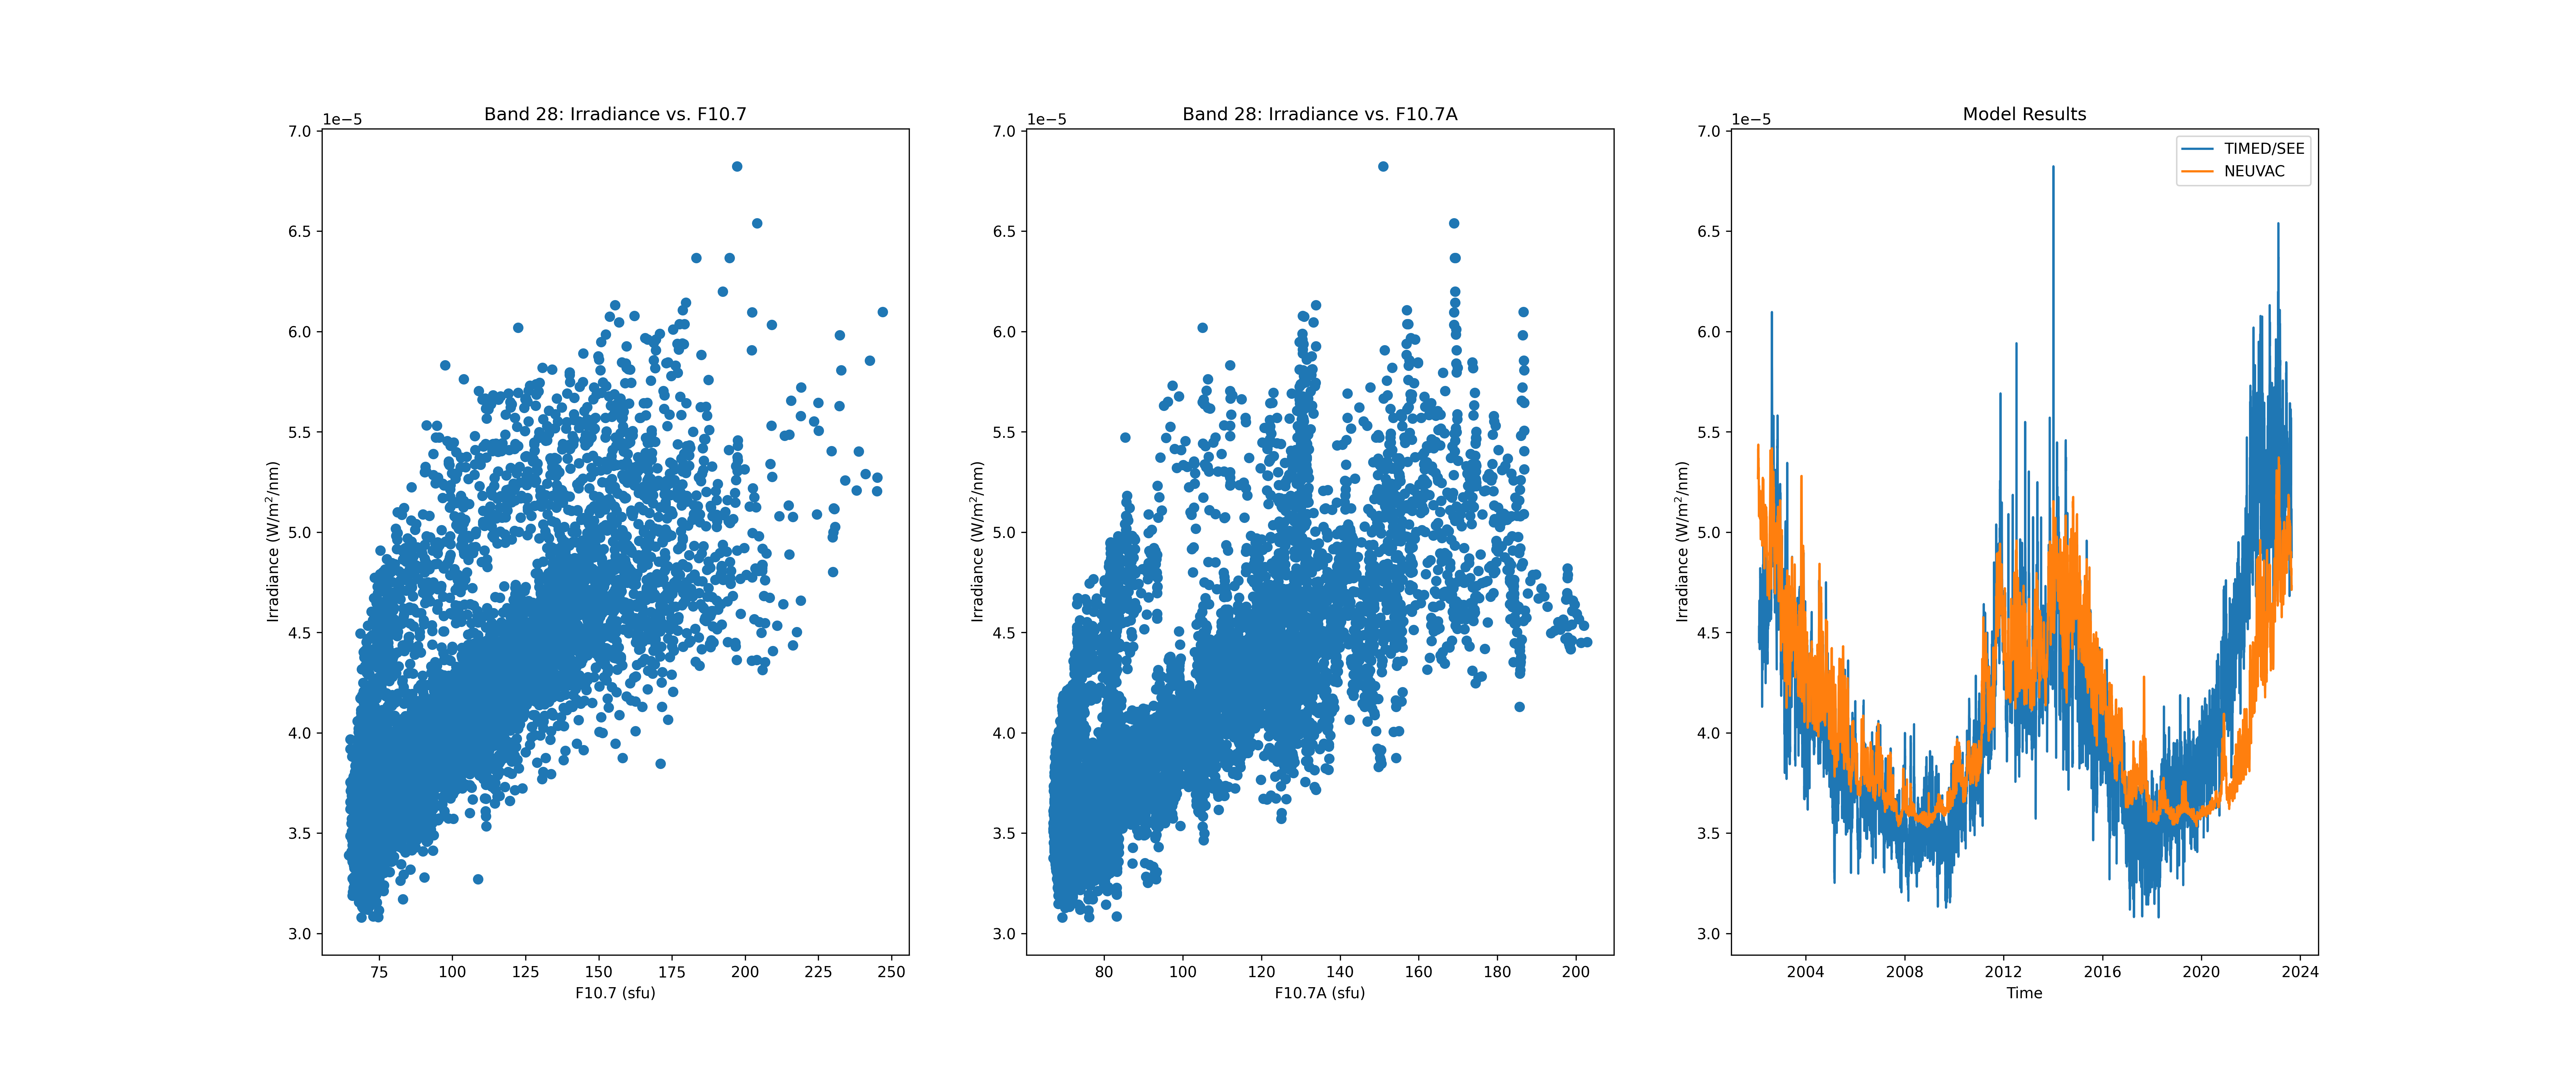 Band 28: Irradiance vs. F10.7
1e−5
7.0
6.5
6.0
5.5
5.0
4.5
4.0
3.5
3.0
Irradiance (W/m²/nm)
75 100 125 150 175 200 225 250
F10.7 (sfu)
Band 28: Irradiance vs. F10.7A
1e−5
7.0
6.5
6.0
5.5
5.0
4.5
4.0
3.5
3.0
Irradiance (W/m²/nm)
80 100 120 140 160 180 200
F10.7A (sfu)
Model Results
1e−5
7.0
6.5
6.0
5.5
5.0
4.5
4.0
3.5
3.0
Irradiance (W/m²/nm)
TIMED/SEE
NEUVAC
2004 2008 2012 2016 2020 2024
Time